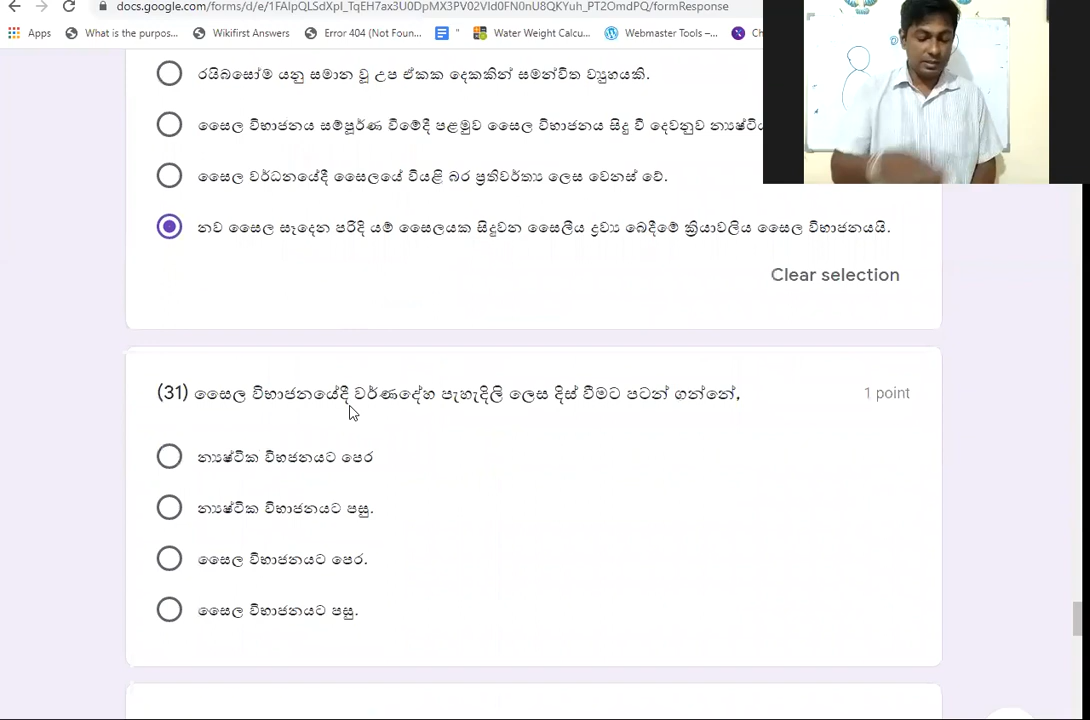 docs.google.com/forms/d/e/1FAIpQLSdXpI_TqEH7ax3U0DpMX3PV02VId0FN0nU8QKYuh_PT2OmdPQ/formResponse
Apps What is the purpos... Wikifirst Answers Error 404 (Not Foun... " Water Weight Calcu... Webmaster Tools –... Ch
රයිබසෝම යනු සමාන වූ උප ඒකක දෙකකින් සමන්විත ව්‍යුහයකි.
සෛල විභාජනය සම්පූර්ණ වීමේදී පළමුව සෛල විභාජනය සිදු වී දෙවනුව න්‍යෂ්ටිය
සෛල වර්ධනයේදී සෛලයේ වියළි බර ප්‍රතිවර්ත්‍ය ලෙස වෙනස් වේ.
නව සෛල සෑදෙන පරිදි යම් සෛලයක සිදුවන සෛලීය ද්‍රව්‍ය බෙදීමේ ක්‍රියාවලිය සෛල විභාජනයයි.
Clear selection
(31) සෛල විභාජනයේදී වර්ණදේහ පැහැදිලි ලෙස දිස් වීමට පටන් ගන්නේ,
1 point
න්‍යෂ්ටික විභජනයට පෙර
න්‍යෂ්ටික විභාජනයට පසු.
සෛල විභාජනයට පෙර.
සෛල විභාජනයට පසු.